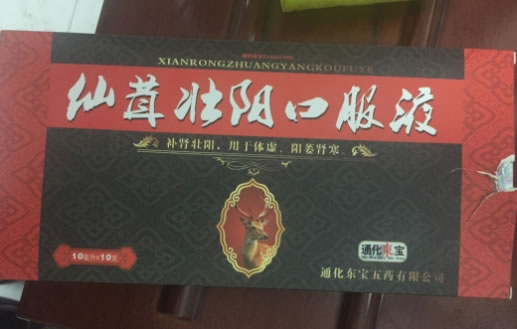 XIANRONGZHUANGYANGKOUFUYE
仙茸壮阳口服液
补肾壮阳。用于体虚、阳萎肾寒。
10毫升×10支
通化東宝
通化东宝五药有限公司